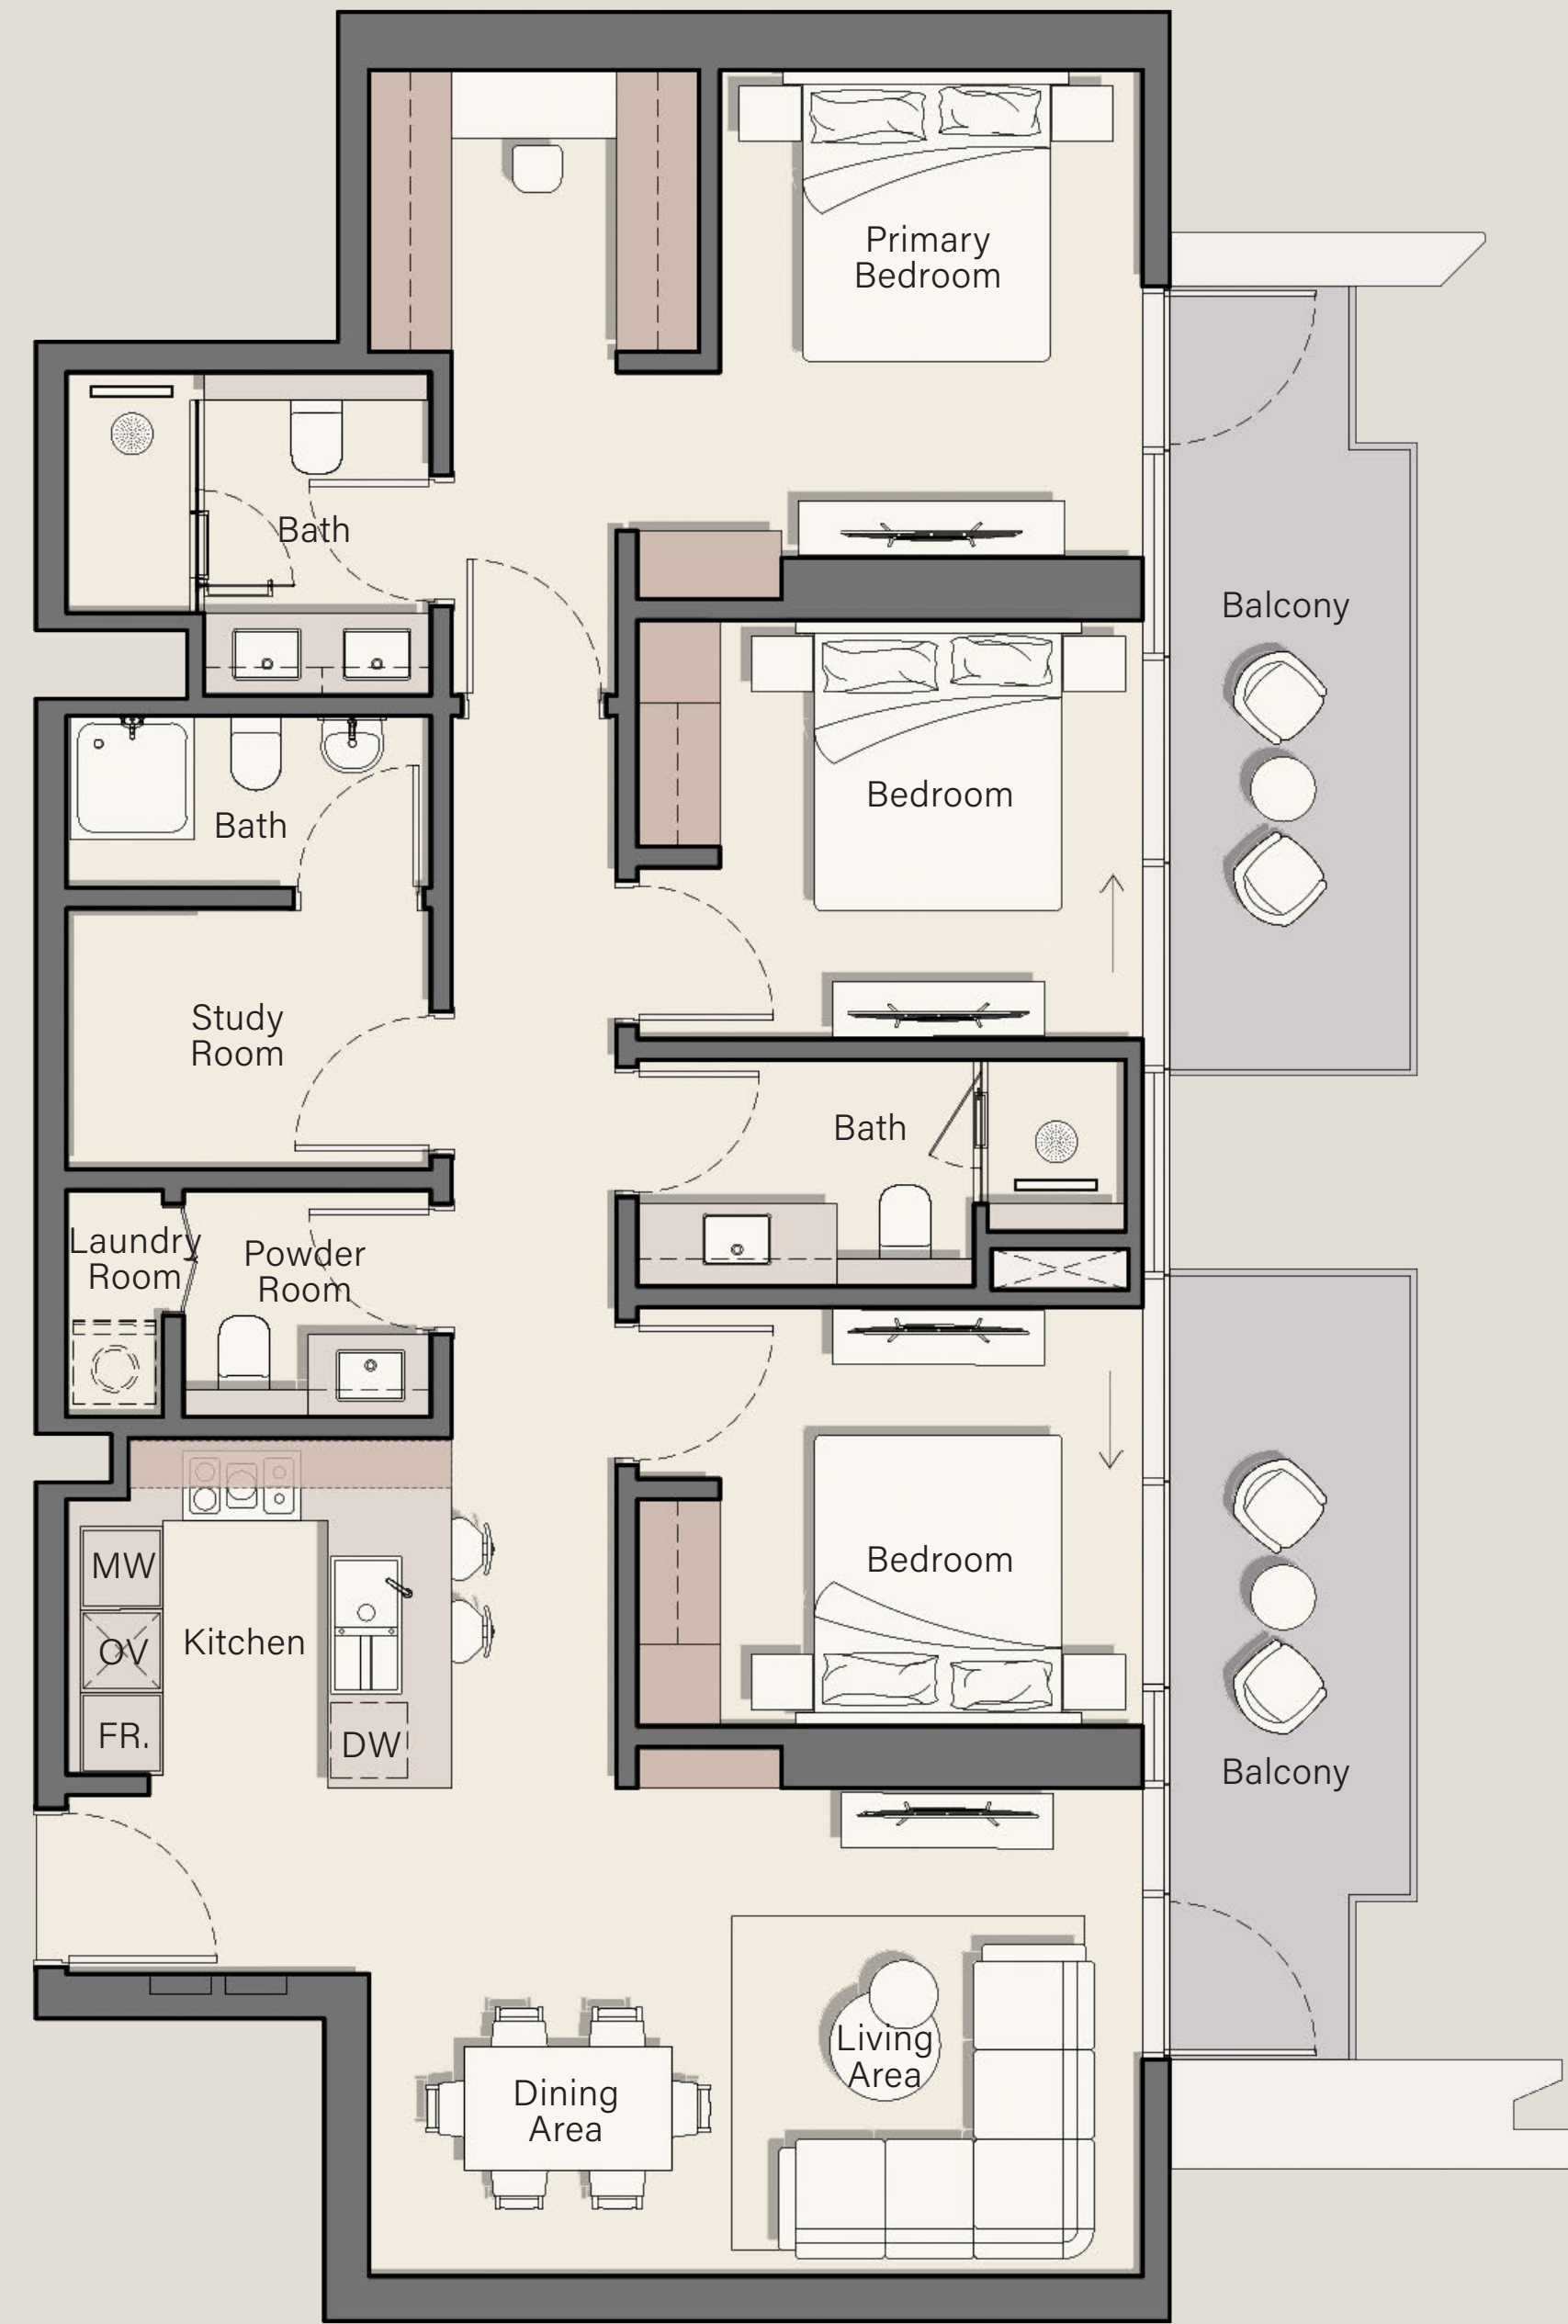 Primary
Bedroom
Bath
Balcony
Bedroom
Bath
Study
Room
Bath
Laundry
Room
Powder
Room
Bedroom
MW
OV
Kitchen
FR.
DW
Balcony
Living
Area
Dining
Area